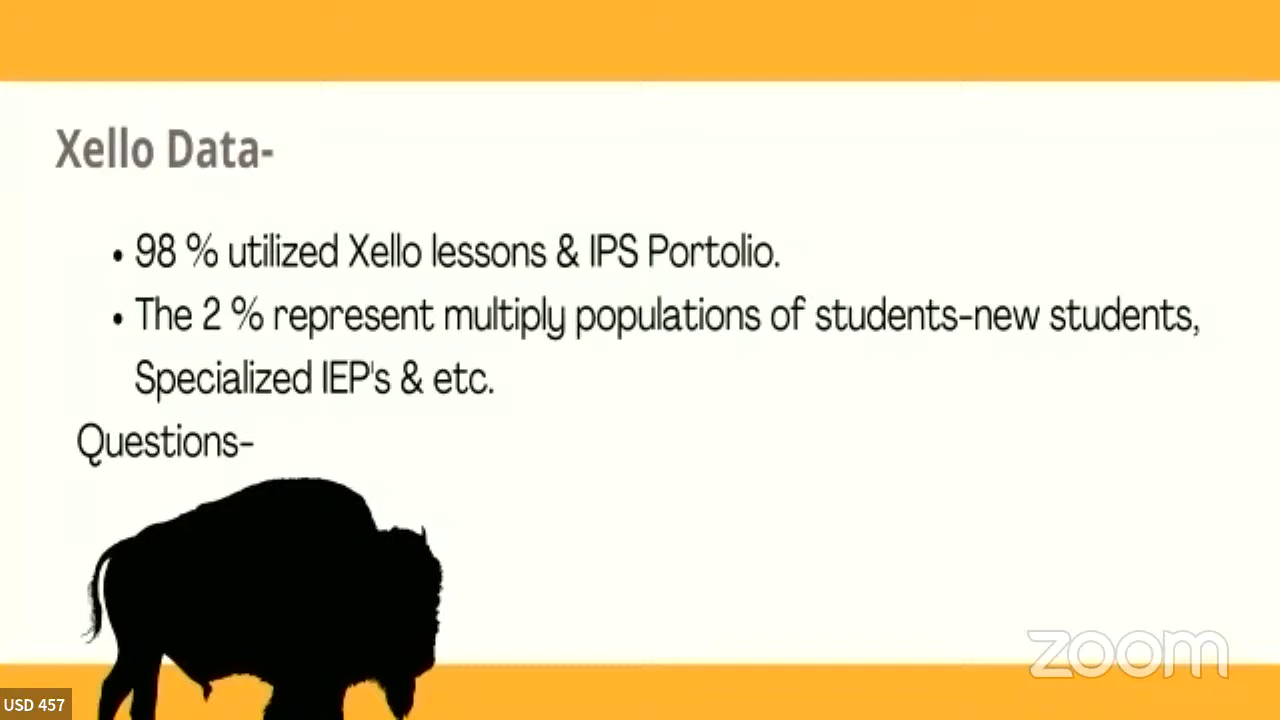 Xello Data-
• 98 % utilized Xello lessons & IPS Portolio.
• The 2 % represent multiply populations of students-new students,
Specialized IEP's & etc.
Questions-
zoom
USD 457